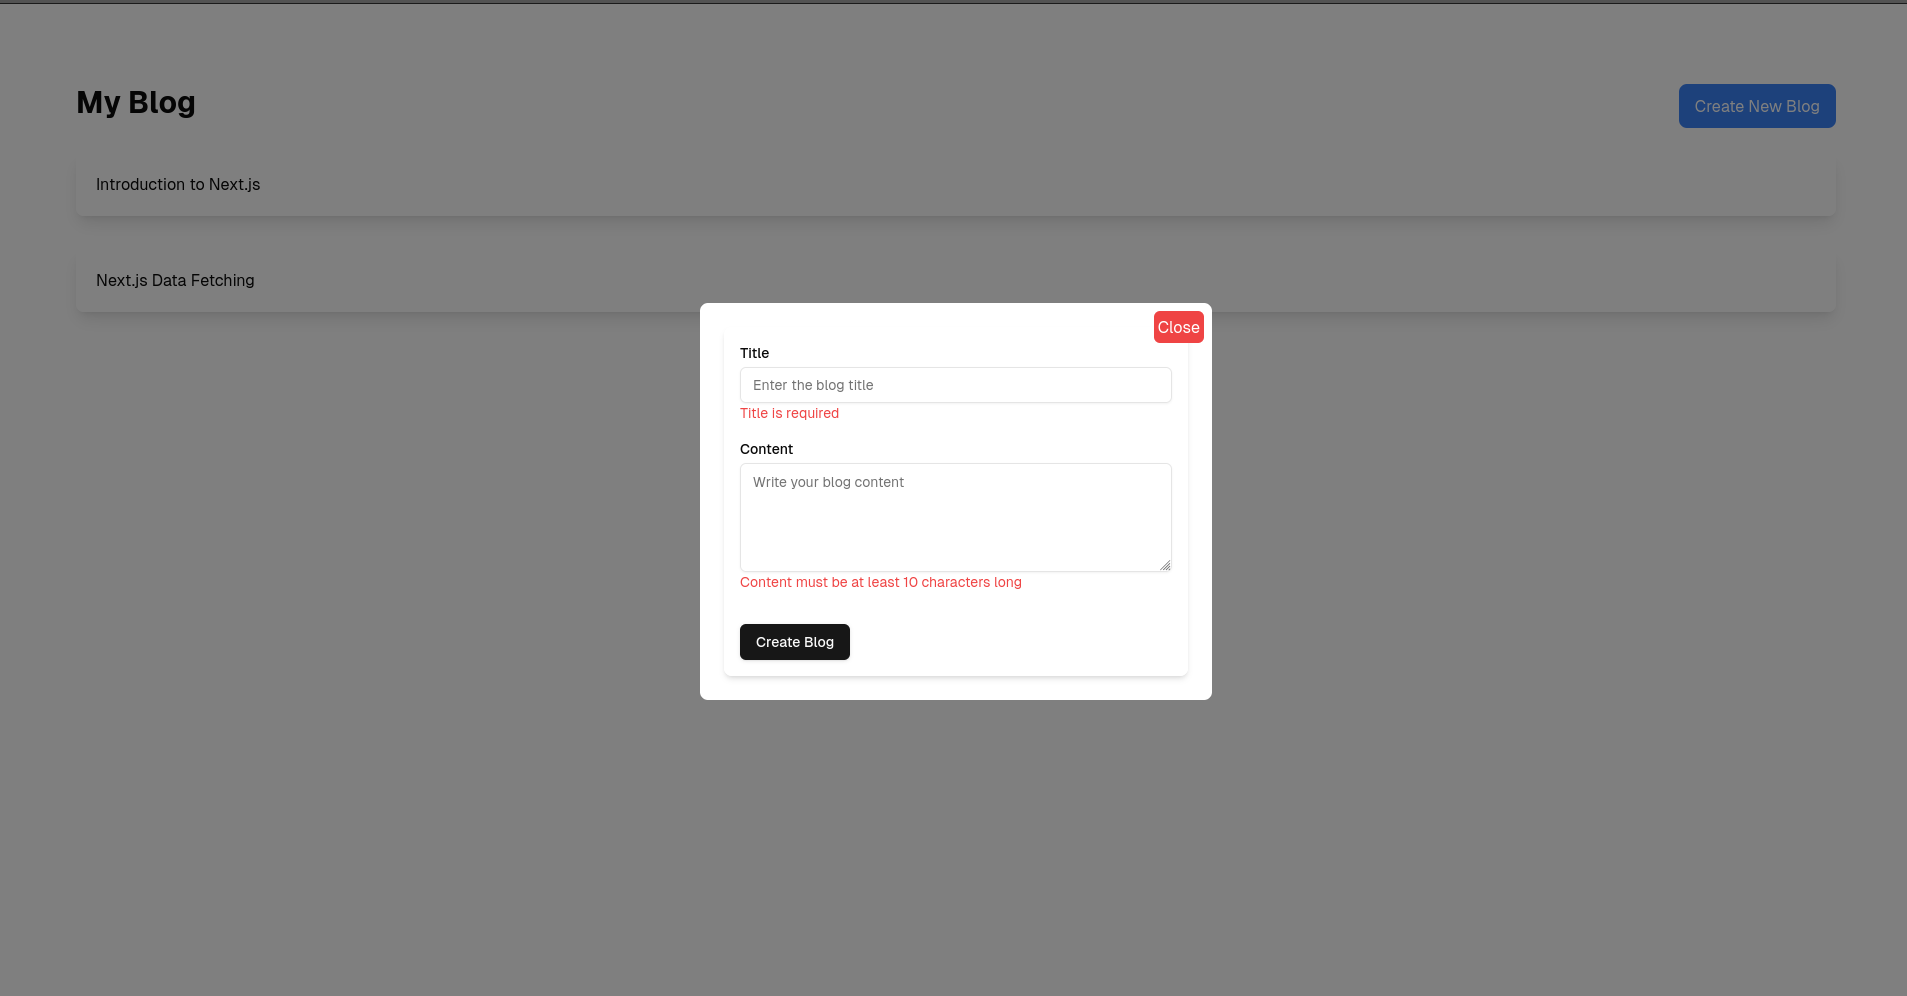 My Blog
Create New Blog
Introduction to Next.js
Next.js Data Fetching
Close
Title
Enter the blog title
Title is required
Content
Write your blog content
Content must be at least 10 characters long
Create Blog